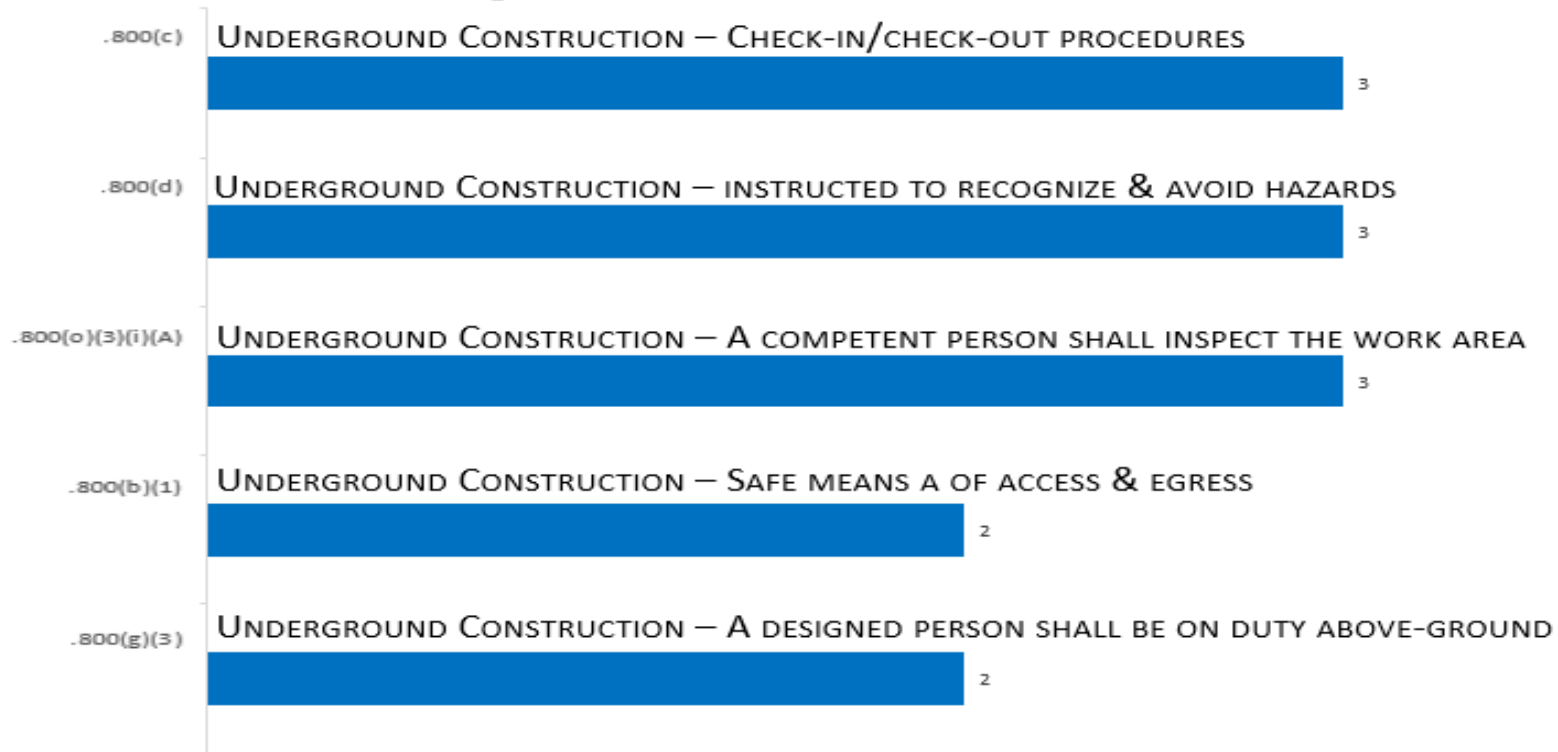 .800(c) Underground Construction – Check-in/check-out procedures
3
.800(d) Underground Construction – instructed to recognize & avoid hazards
3
.800(o)(3)(i)(A) Underground Construction – A competent person shall inspect the work area
3
.800(b)(1) Underground Construction – Safe means a of access & egress
2
.800(g)(3) Underground Construction – A designed person shall be on duty above-ground
2